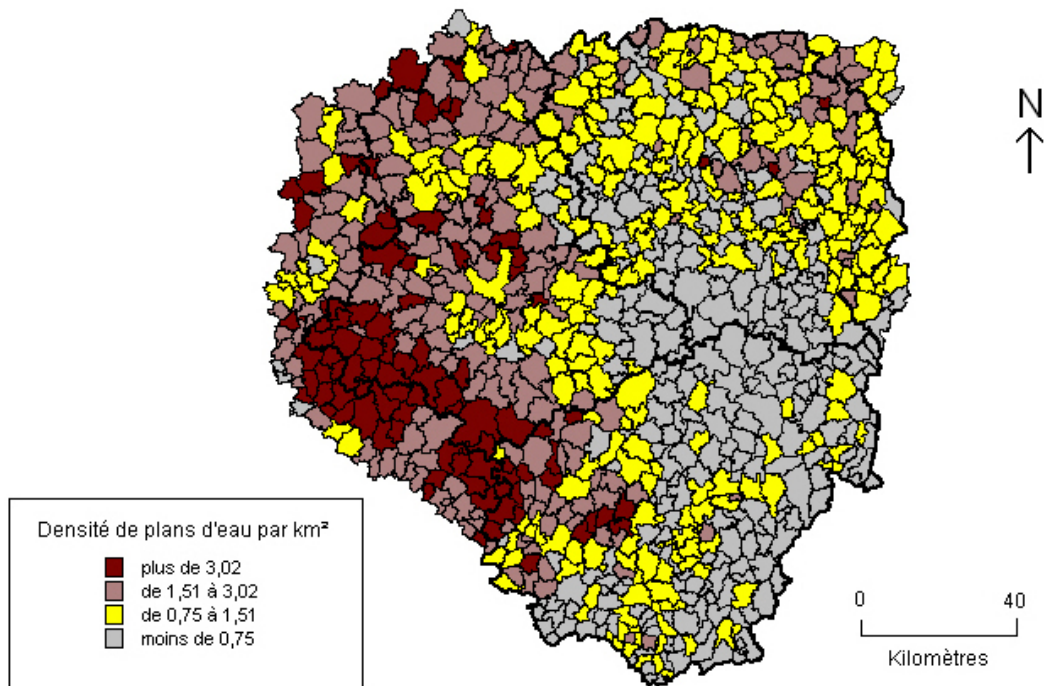 N
Densité de plans d'eau par km²
plus de 3,02
de 1,51 à 3,02
de 0,75 à 1,51
moins de 0,75
0 40
Kilomètres